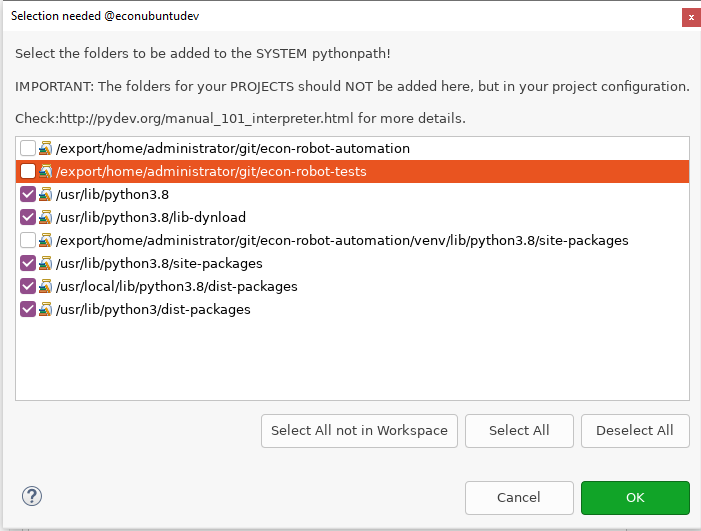 Selection needed @econubuntudev
x
Select the folders to be added to the SYSTEM pythonpath!
IMPORTANT: The folders for your PROJECTS should NOT be added here, but in your project configuration.
Check:http://pydev.org/manual_101_interpreter.html for more details.
/export/home/administrator/git/econ-robot-automation
/export/home/administrator/git/econ-robot-tests
/usr/lib/python3.8
/usr/lib/python3.8/lib-dynload
/export/home/administrator/git/econ-robot-automation/venv/lib/python3.8/site-packages
/usr/lib/python3.8/site-packages
/usr/local/lib/python3.8/dist-packages
/usr/lib/python3/dist-packages
Select All not in Workspace Select All Deselect All
? Cancel OK